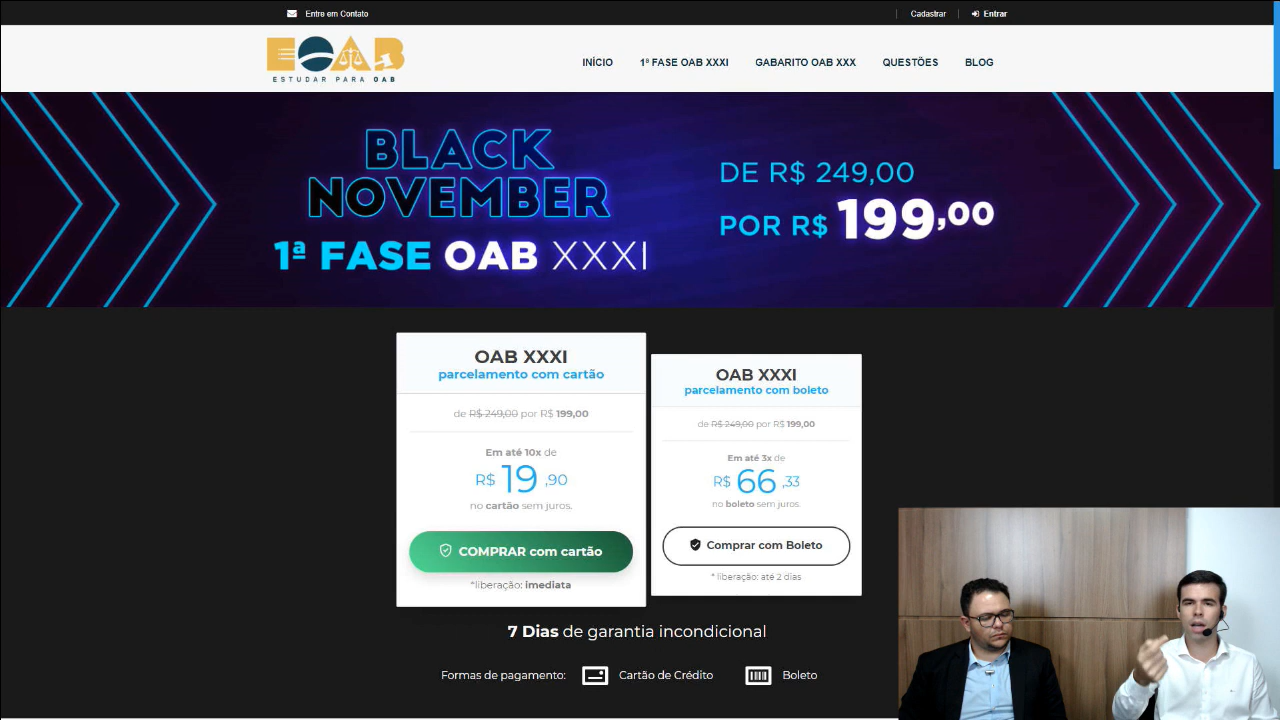 Entre em Contato
Cadastrar
Entrar
EOAB
ESTUDAR PARA OAB
INÍCIO
1ª FASE OAB XXXI
GABARITO OAB XXX
QUESTÕES
BLOG
BLACK
NOVEMBER
1ª FASE OAB XXXI
DE R$ 249,00
POR R$ 199,00
OAB XXXI
parcelamento com cartão
de R$ 249,00 por R$ 199,00
Em até 10x de
R$ 19,90
no cartão sem juros.
COMPRAR com cartão
*liberação: imediata
OAB XXXI
parcelamento com boleto
de R$ 249,00 por R$ 199,00
Em até 3x de
R$ 66,33
no boleto sem juros.
Comprar com Boleto
* liberação: até 2 dias
7 Dias de garantia incondicional
Formas de pagamento:
Cartão de Crédito
Boleto